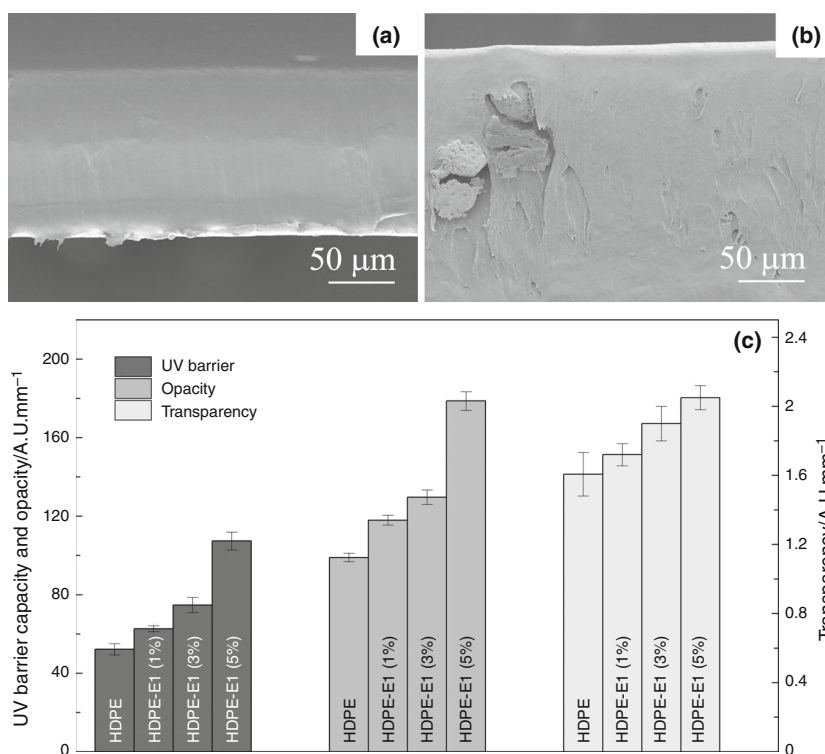 (a)
50 μm
(b)
50 μm
(c)
UV barrier capacity and opacity/A.U.mm⁻¹
200
160
120
80
40
0
UV barrier
Opacity
Transparency
HDPE
HDPE-E1 (1%)
HDPE-E1 (3%)
HDPE-E1 (5%)
HDPE
HDPE-E1 (1%)
HDPE-E1 (3%)
HDPE-E1 (5%)
HDPE
HDPE-E1 (1%)
HDPE-E1 (3%)
HDPE-E1 (5%)
2.4
2
1.6
1.2
0.8
0.4
0
Transparency/A.U.mm⁻¹